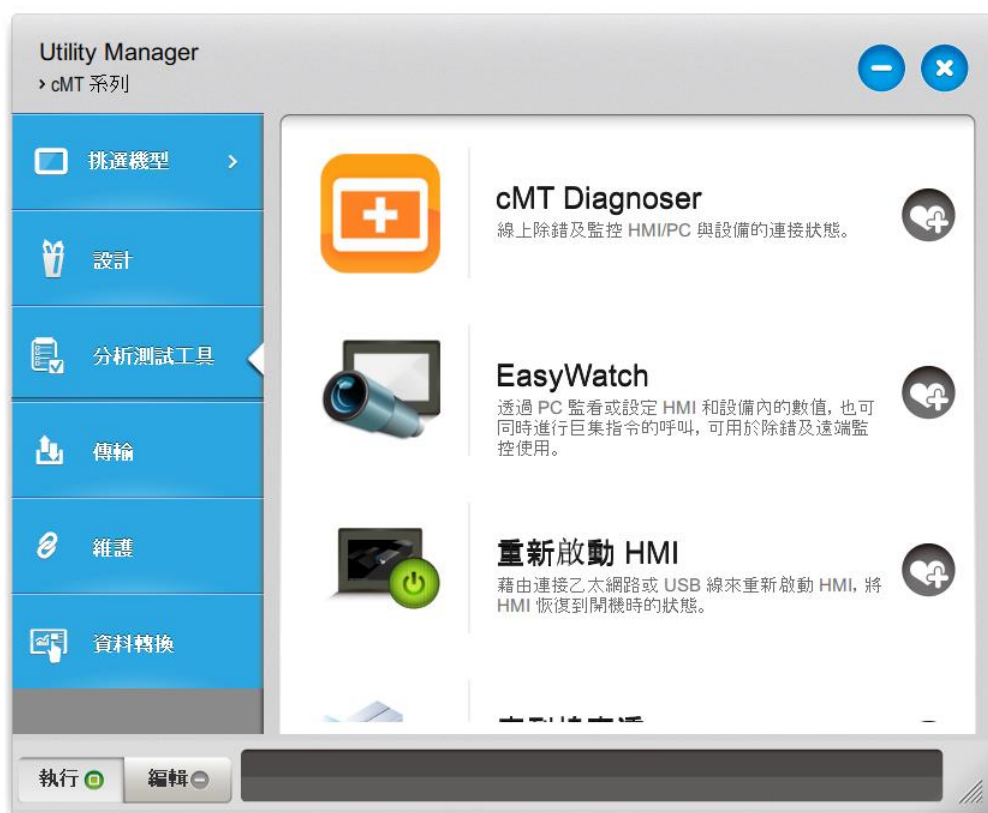 Utility Manager
› cMT 系列
挑選機型 ›
設計
分析測試工具
傳輸
維護
資料轉換
cMT Diagnoser
線上除錯及監控 HMI/PC 與設備的連接狀態。
EasyWatch
透過 PC 監看或設定 HMI 和設備內的數值, 也可
同時進行巨集指令的呼叫, 可用於除錯及遠端監
控使用。
重新啟動 HMI
藉由連接乙太網路或 USB 線來重新啟動 HMI, 將
HMI 恢復到開機時的狀態。
執行
編輯